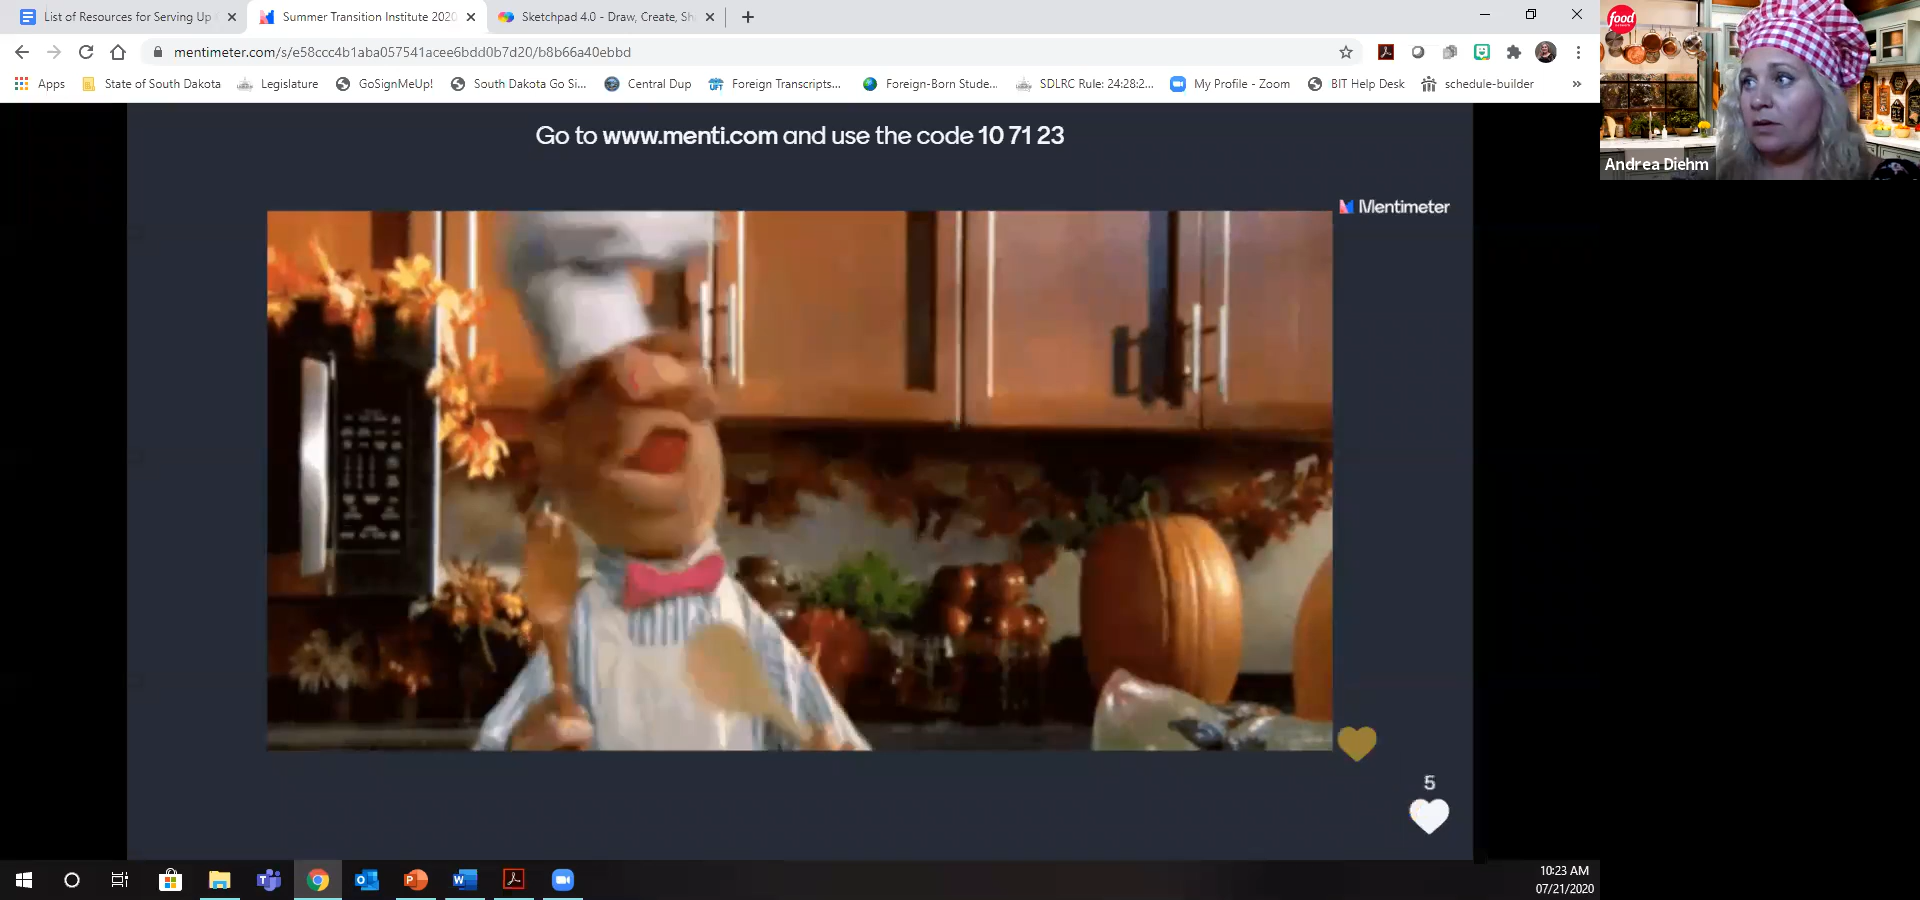 List of Resources for Serving Up
Summer Transition Institute 2020
Sketchpad 4.0 - Draw, Create, Sh
mentimeter.com/s/e58ccc4b1aba057541acee6bdd0b7d20/b8b66a40ebbd
Apps
State of South Dakota
Legislature
GoSignMeUp!
South Dakota Go Si...
Central Dup
Foreign Transcripts...
Foreign-Born Stude...
SDLRC Rule: 24:28:2...
My Profile - Zoom
BIT Help Desk
schedule-builder
»
food
Andrea Diehm
Go to www.menti.com and use the code 10 71 23
Mentimeter
5
10:23 AM
07/21/2020